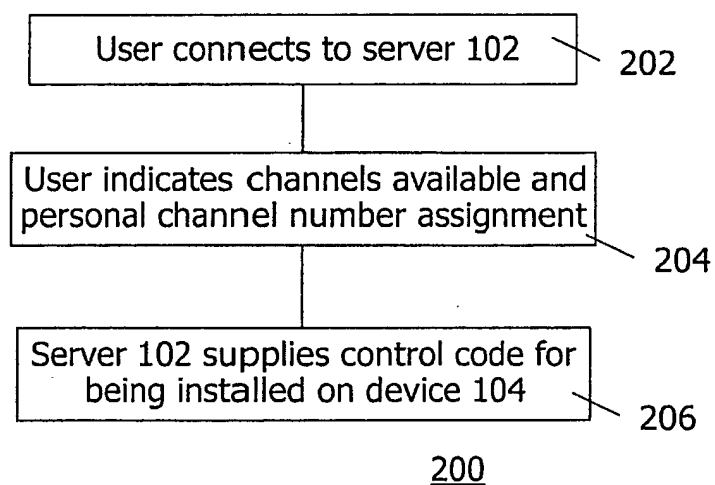 User connects to server 102
202
User indicates channels available and
personal channel number assignment
204
Server 102 supplies control code for
being installed on device 104
206
200